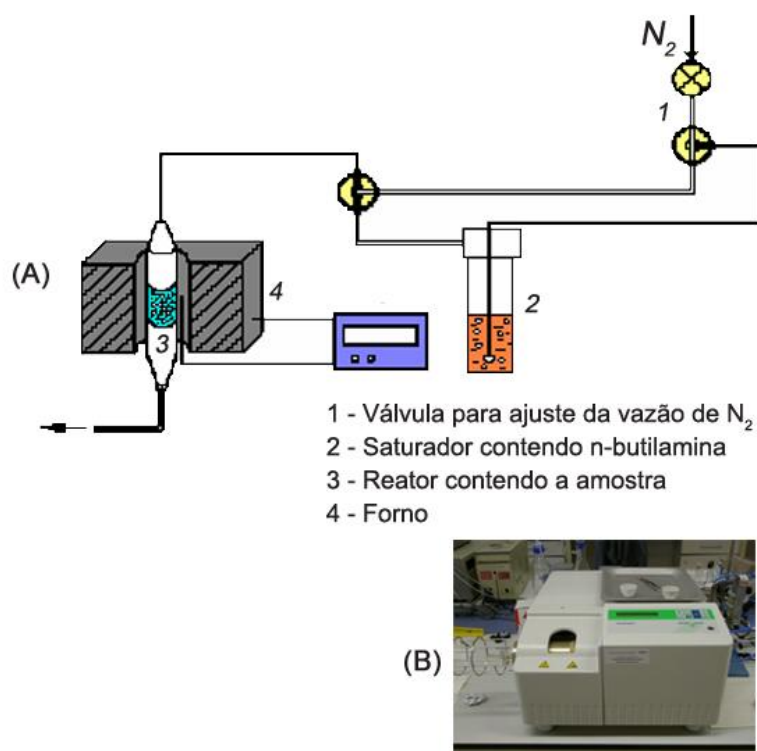 N₂
1
(A)
4
2
3
1 - Válvula para ajuste da vazão de N₂
2 - Saturador contendo n-butilamina
3 - Reator contendo a amostra
4 - Forno
(B)